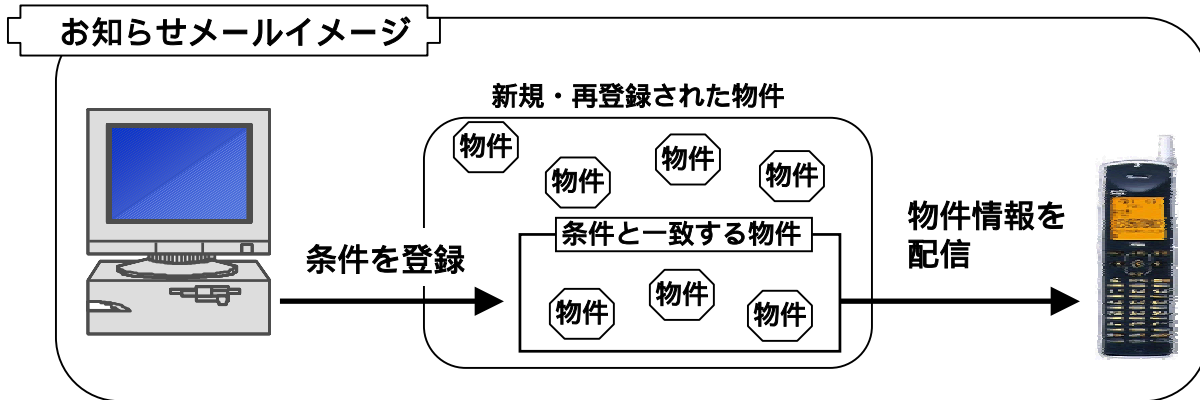 お知らせメールイメージ
新規・再登録された物件
物件
物件
物件
物件
条件と一致する物件
条件を登録
物件
物件
物件
物件情報を
配信